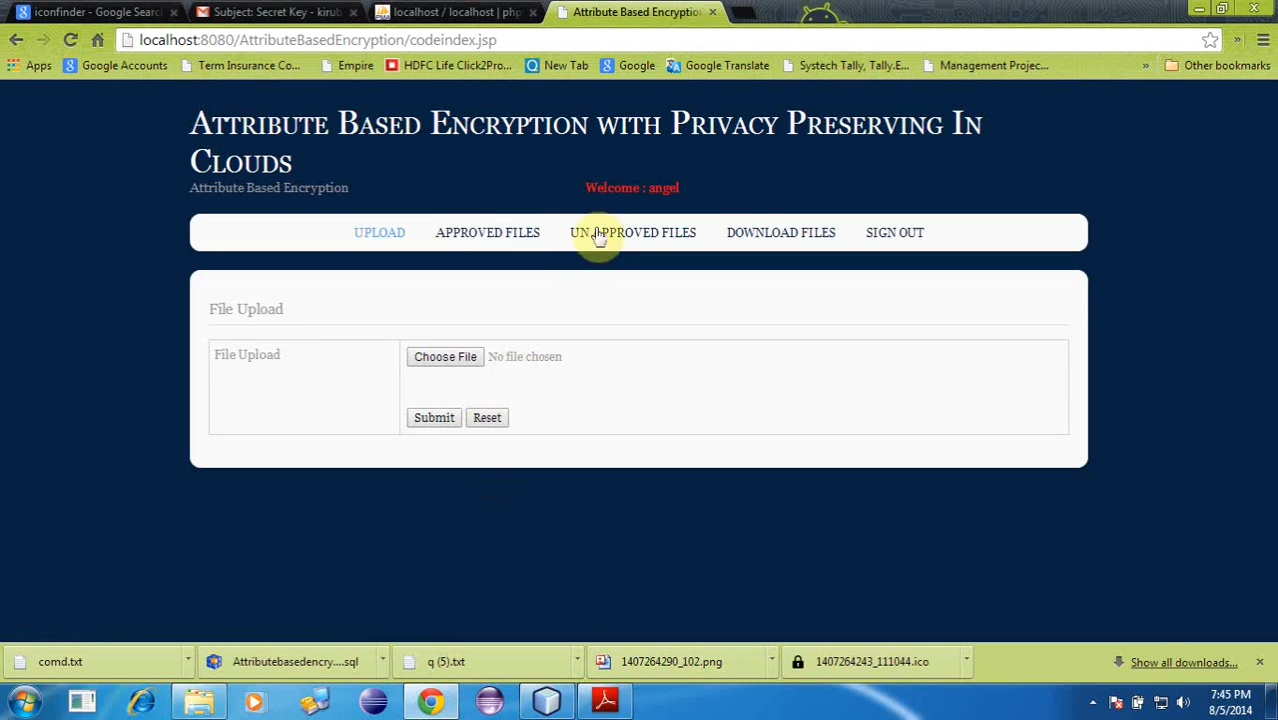 iconfinder - Google Searc
Subject: Secret Key - kirub
localhost / localhost | php
Attribute Based Encryptio
localhost:8080/AttributeBasedEncryption/codeindex.jsp
Apps
Google Accounts
Term Insurance Co...
Empire
HDFC Life Click2Pro...
New Tab
Google
Google Translate
Systech Tally, Tally.E...
Management Projec...
»
Other bookmarks
Attribute Based Encryption with Privacy Preserving In
Clouds
Attribute Based Encryption
Welcome : angel
UPLOAD
APPROVED FILES
UN APPROVED FILES
DOWNLOAD FILES
SIGN OUT
File Upload
File Upload
Choose File
No file chosen
Submit
Reset
comd.txt
Attributebasedencry....sql
q (5).txt
1407264290_102.png
1407264243_111044.ico
Show all downloads...
7:45 PM
8/5/2014